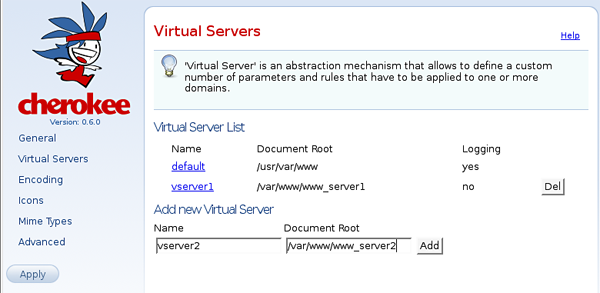 cherokee
Version: 0.6.0
General
Virtual Servers
Encoding
Icons
Mime Types
Advanced
Apply
Virtual Servers
Help
'Virtual Server' is an abstraction mechanism that allows to define a custom
number of parameters and rules that have to be applied to one or more
domains.
Virtual Server List
Name Document Root Logging
default /usr/var/www yes
vserver1 /var/www/www_server1 no Del
Add new Virtual Server
Name Document Root
vserver2 /var/www/www_server2 Add